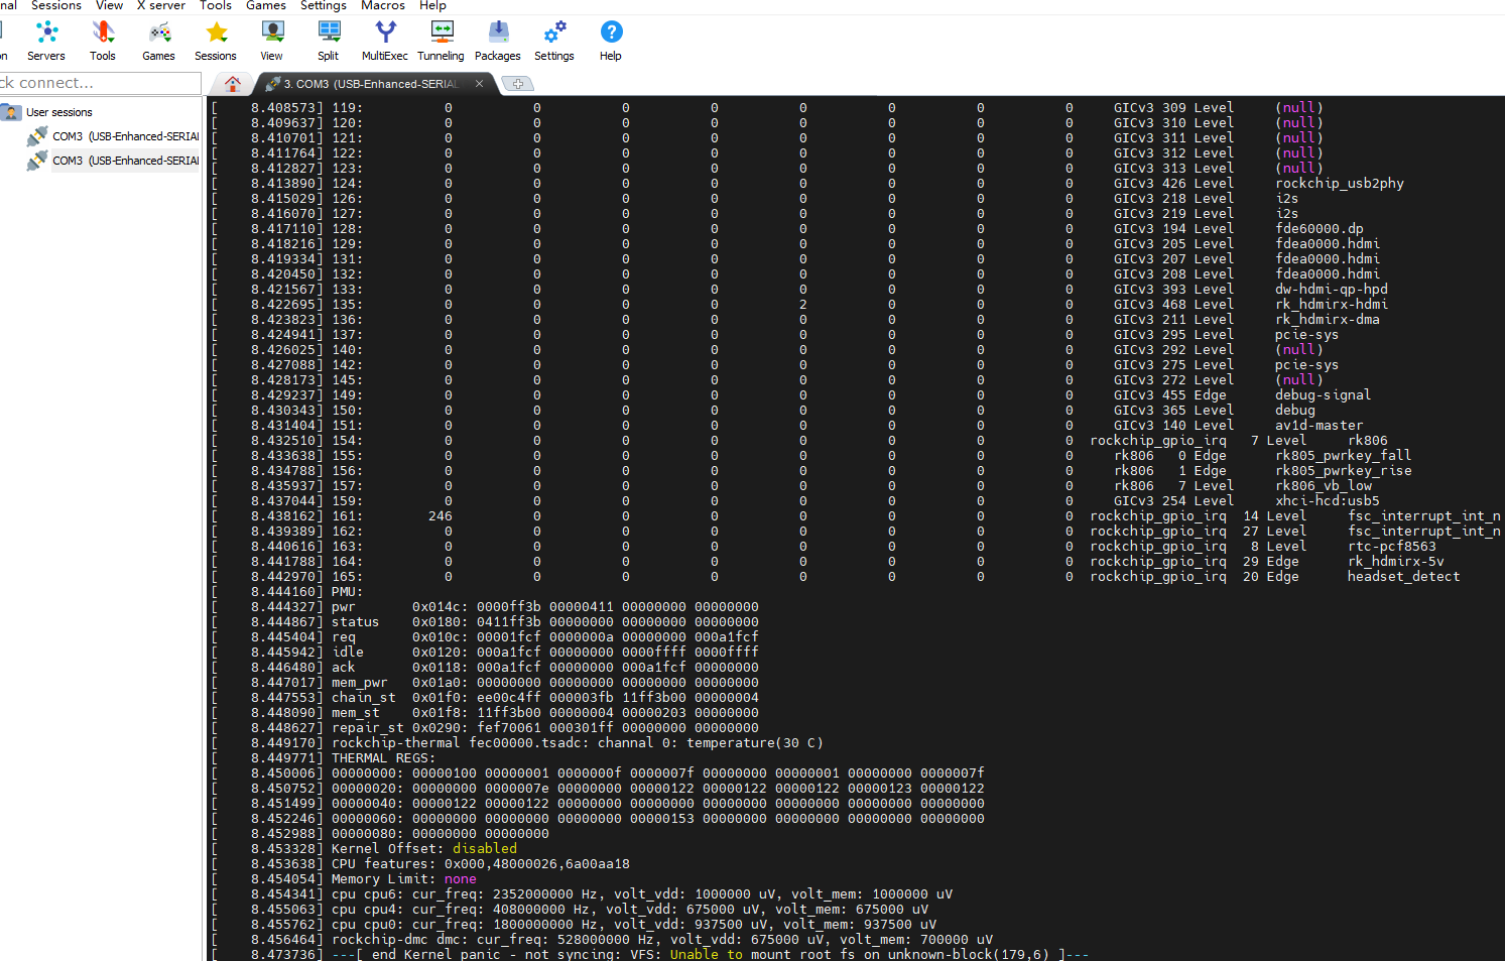 nal Sessions View X server Tools Games Settings Macros Help
on Servers Tools Games Sessions View Split MultiExec Tunneling Packages Settings Help
ck connect...
3. COM3 (USB-Enhanced-SERIAL
User sessions
COM3 (USB-Enhanced-SERIAL
COM3 (USB-Enhanced-SERIAL
[ 8.408573] 119: 0 0 0 0 0 0 0 0 GICv3 309 Level (null)
[ 8.409637] 120: 0 0 0 0 0 0 0 0 GICv3 310 Level (null)
[ 8.410701] 121: 0 0 0 0 0 0 0 0 GICv3 311 Level (null)
[ 8.411764] 122: 0 0 0 0 0 0 0 0 GICv3 312 Level (null)
[ 8.412827] 123: 0 0 0 0 0 0 0 0 GICv3 313 Level (null)
[ 8.413890] 124: 0 0 0 0 0 0 0 0 GICv3 426 Level rockchip_usb2phy
[ 8.415029] 126: 0 0 0 0 0 0 0 0 GICv3 218 Level i2s
[ 8.416070] 127: 0 0 0 0 0 0 0 0 GICv3 219 Level i2s
[ 8.417110] 128: 0 0 0 0 0 0 0 0 GICv3 194 Level fde60000.dp
[ 8.418216] 129: 0 0 0 0 0 0 0 0 GICv3 205 Level fdea0000.hdmi
[ 8.419334] 131: 0 0 0 0 0 0 0 0 GICv3 207 Level fdea0000.hdmi
[ 8.420450] 132: 0 0 0 0 0 0 0 0 GICv3 208 Level fdea0000.hdmi
[ 8.421567] 133: 0 0 0 0 0 0 0 0 GICv3 393 Level dw-hdmi-qp-hpd
[ 8.422695] 135: 0 0 0 0 2 0 0 0 GICv3 468 Level rk_hdmirx-hdmi
[ 8.423823] 136: 0 0 0 0 0 0 0 0 GICv3 211 Level rk_hdmirx-dma
[ 8.424941] 137: 0 0 0 0 0 0 0 0 GICv3 295 Level pcie-sys
[ 8.426025] 140: 0 0 0 0 0 0 0 0 GICv3 292 Level (null)
[ 8.427088] 142: 0 0 0 0 0 0 0 0 GICv3 275 Level pcie-sys
[ 8.428173] 145: 0 0 0 0 0 0 0 0 GICv3 272 Level (null)
[ 8.429237] 149: 0 0 0 0 0 0 0 0 GICv3 455 Edge debug-signal
[ 8.430343] 150: 0 0 0 0 0 0 0 0 GICv3 365 Level debug
[ 8.431404] 151: 0 0 0 0 0 0 0 0 GICv3 140 Level av1d-master
[ 8.432510] 154: 0 0 0 0 0 0 0 0 rockchip_gpio_irq 7 Level rk806
[ 8.433638] 155: 0 0 0 0 0 0 0 0 rk806 0 Edge rk805_pwrkey_fall
[ 8.434788] 156: 0 0 0 0 0 0 0 0 rk806 1 Edge rk805_pwrkey_rise
[ 8.435937] 157: 0 0 0 0 0 0 0 0 rk806 7 Level rk806_vb_low
[ 8.437044] 159: 0 0 0 0 0 0 0 0 GICv3 254 Level xhci-hcd:usb5
[ 8.438162] 161: 246 0 0 0 0 0 0 0 rockchip_gpio_irq 14 Level fsc_interrupt_int_n
[ 8.439389] 162: 0 0 0 0 0 0 0 0 rockchip_gpio_irq 27 Level fsc_interrupt_int_n
[ 8.440616] 163: 0 0 0 0 0 0 0 0 rockchip_gpio_irq 8 Level rtc-pcf8563
[ 8.441788] 164: 0 0 0 0 0 0 0 0 rockchip_gpio_irq 29 Edge rk_hdmirx-5v
[ 8.442970] 165: 0 0 0 0 0 0 0 0 rockchip_gpio_irq 20 Edge headset_detect
[ 8.444160] PMU:
[ 8.444327] pwr 0x014c: 0000ff3b 00000411 00000000 00000000
[ 8.444867] status 0x0180: 0411ff3b 00000000 00000000 00000000
[ 8.445404] req 0x010c: 00001fcf 0000000a 00000000 000a1fcf
[ 8.445942] idle 0x0120: 000a1fcf 00000000 0000ffff 0000ffff
[ 8.446480] ack 0x0118: 000a1fcf 00000000 000a1fcf 00000000
[ 8.447017] mem_pwr 0x01a0: 00000000 00000000 00000000 00000000
[ 8.447553] chain_st 0x01f0: ee00c4ff 000003fb 11ff3b00 00000004
[ 8.448090] mem_st 0x01f8: 11ff3b00 00000004 00000203 00000000
[ 8.448627] repair_st 0x0290: fef70061 000301ff 00000000 00000000
[ 8.449170] rockchip-thermal fec00000.tsadc: channel 0: temperature(30 C)
[ 8.449771] THERMAL REGS:
[ 8.450006] 00000000: 00000100 00000001 0000000f 0000007f 00000000 00000001 00000000 0000007f
[ 8.450752] 00000020: 00000000 0000007e 00000000 00000122 00000122 00000122 00000123 00000122
[ 8.451499] 00000040: 00000122 00000122 00000000 00000000 00000000 00000000 00000000 00000000
[ 8.452246] 00000060: 00000000 00000000 00000000 00000153 00000000 00000000 00000000 00000000
[ 8.452988] 00000080: 00000000 00000000
[ 8.453328] Kernel Offset: disabled
[ 8.453638] CPU features: 0x000,48000026,6a00aa18
[ 8.454054] Memory Limit: none
[ 8.454341] cpu cpu6: cur_freq: 2352000000 Hz, volt_vdd: 1000000 uV, volt_mem: 1000000 uV
[ 8.455063] cpu cpu4: cur_freq: 408000000 Hz, volt_vdd: 675000 uV, volt_mem: 675000 uV
[ 8.455762] cpu cpu0: cur_freq: 1800000000 Hz, volt_vdd: 937500 uV, volt_mem: 937500 uV
[ 8.456464] rockchip-dmc dmc: cur_freq: 528000000 Hz, volt_vdd: 675000 uV, volt_mem: 700000 uV
[ 8.473736] ---[ end Kernel panic - not syncing: VFS: Unable to mount root fs on unknown-block(179,6) ]---